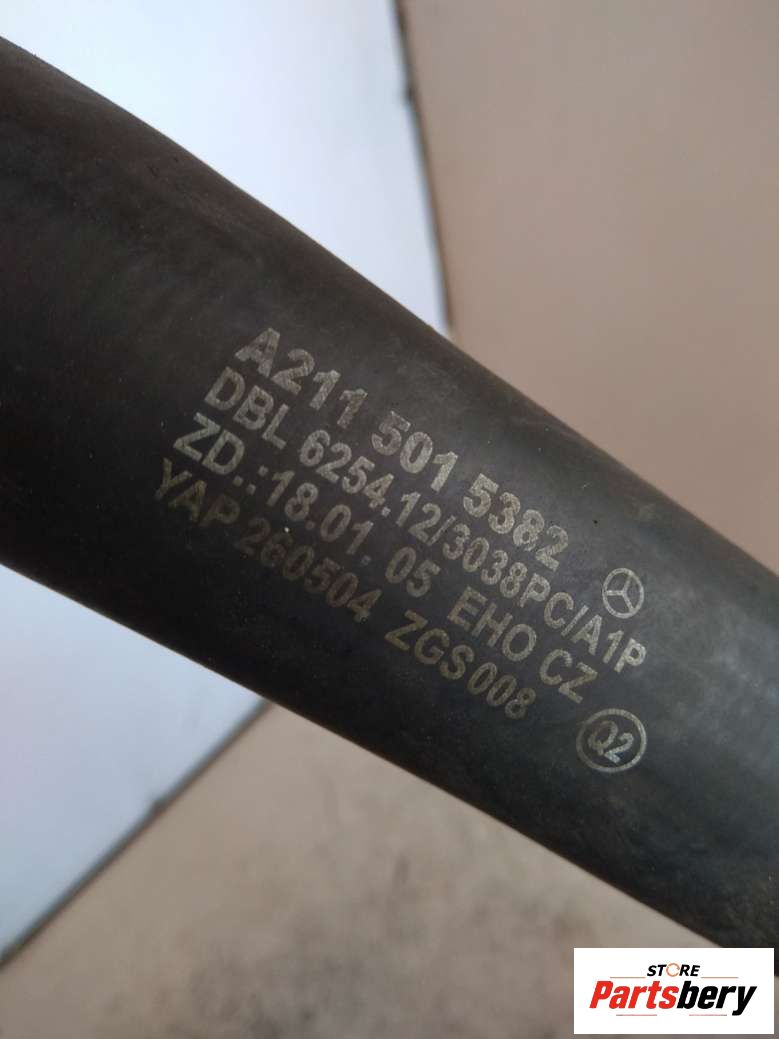 A211 501 5382
DBL 6254.12/3038PC/A1P
ZD.:18.01.05 EHO CZ
YAP 260504 ZGS008
Q2
STORE
Partsbery